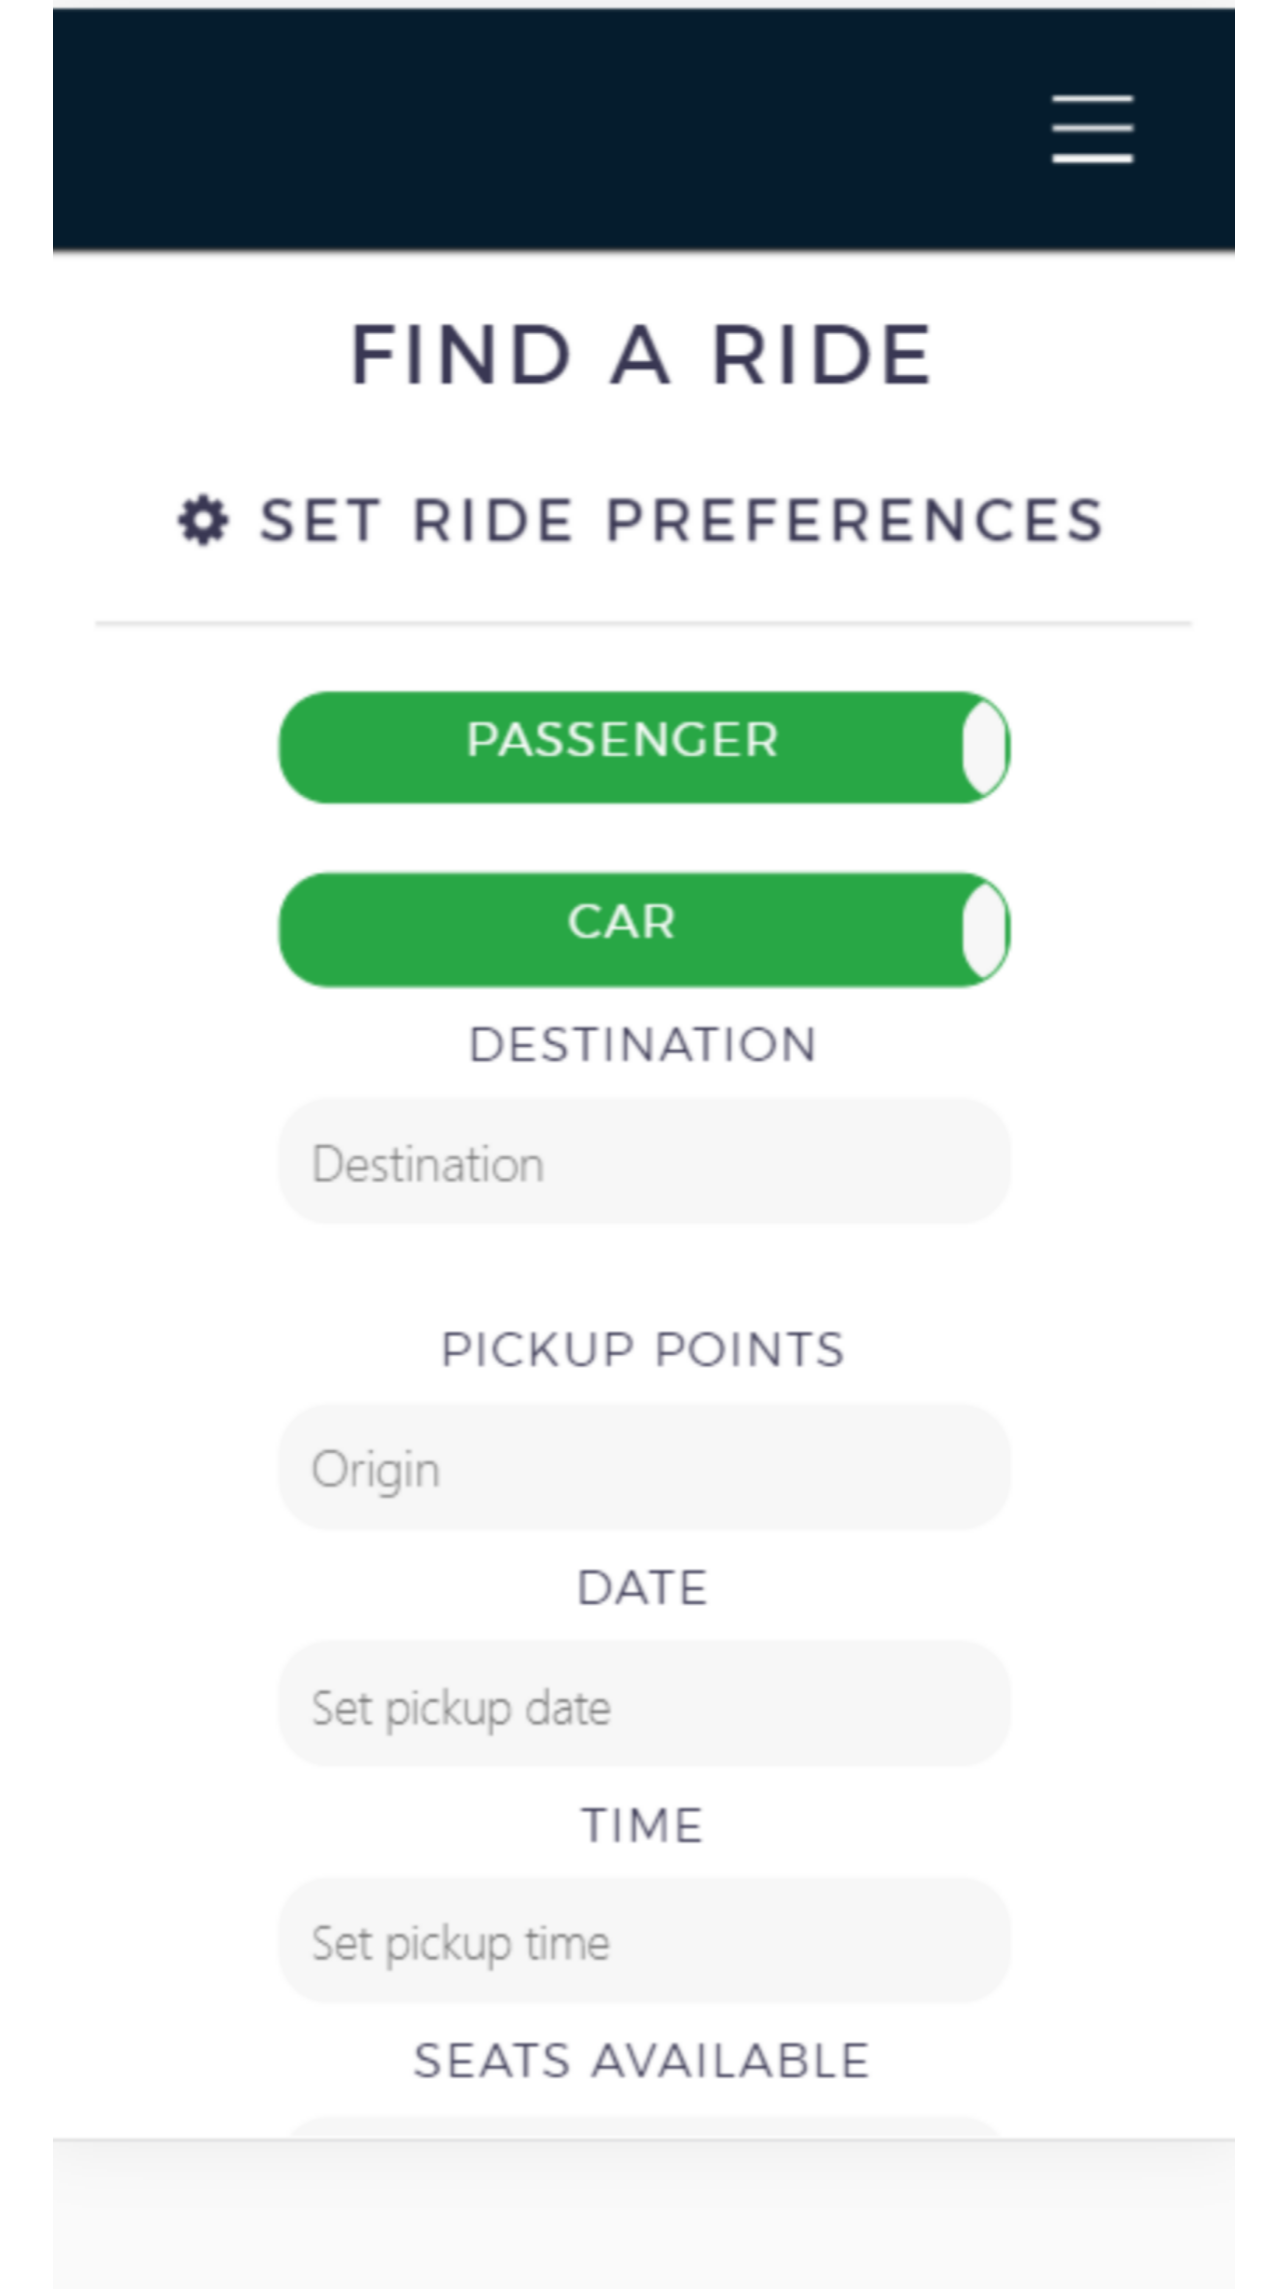 FIND A RIDE
SET RIDE PREFERENCES
PASSENGER
CAR
DESTINATION
Destination
PICKUP POINTS
Origin
DATE
Set pickup date
TIME
Set pickup time
SEATS AVAILABLE